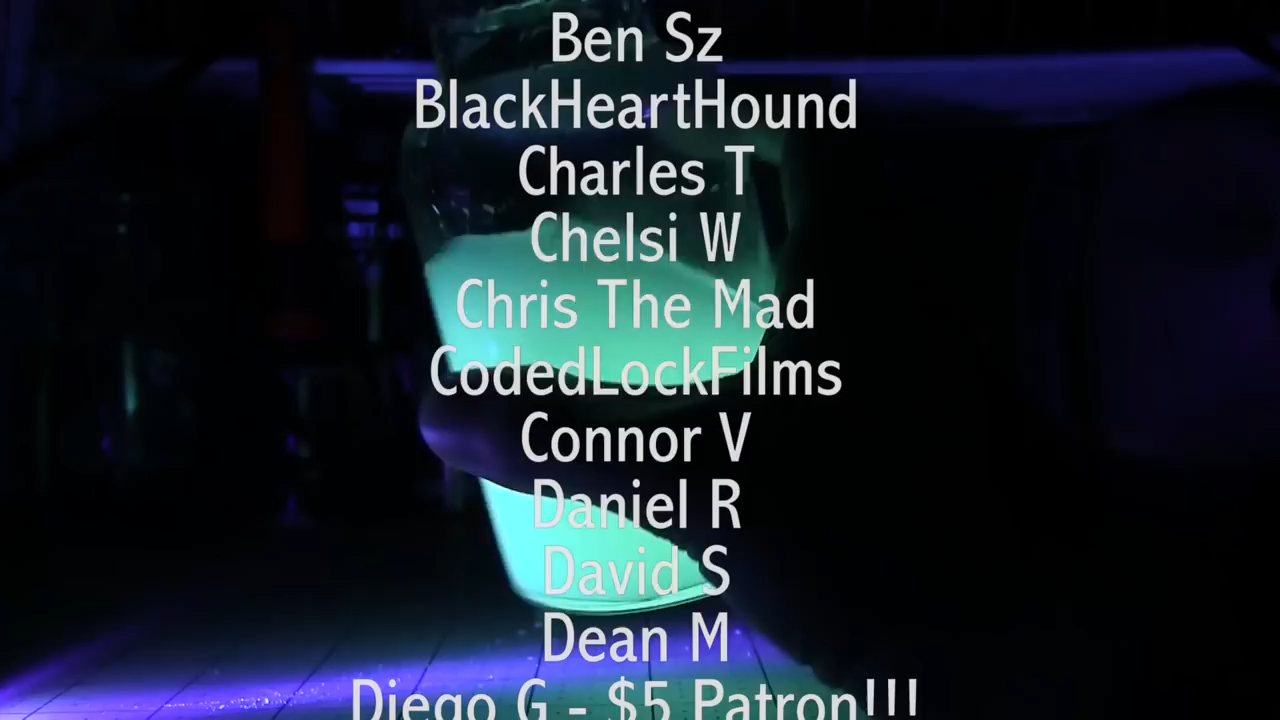 Ben Sz
BlackHeartHound
Charles T
Chelsi W
Chris The Mad
CodedLockFilms
Connor V
Daniel R
David S
Dean M
Diego G - $5 Patron!!!